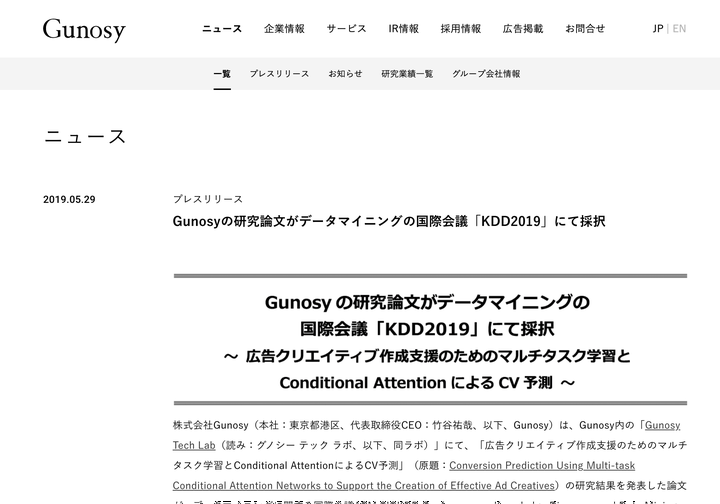 Gunosy
ニュース 企業情報 サービス IR情報 採用情報 広告掲載 お問合せ JP | EN
一覧 プレスリリース お知らせ 研究業績一覧 グループ会社情報
ニュース
2019.05.29 プレスリリース
Gunosyの研究論文がデータマイニングの国際会議「KDD2019」にて採択
Gunosy の研究論文がデータマイニングの
国際会議「KDD2019」にて採択
～ 広告クリエイティブ作成支援のためのマルチタスク学習と
Conditional Attention による CV 予測 ～
株式会社Gunosy（本社：東京都港区、代表取締役CEO：竹谷祐哉、以下、Gunosy）は、Gunosy内の「Gunosy
Tech Lab（読み：グノシー テック ラボ、以下、同ラボ）」にて、「広告クリエイティブ作成支援のためのマルチ
タスク学習とConditional AttentionによるCV予測」（原題：Conversion Prediction Using Multi-task
Conditional Attention Networks to Support the Creation of Effective Ad Creatives）の研究結果を発表した論文